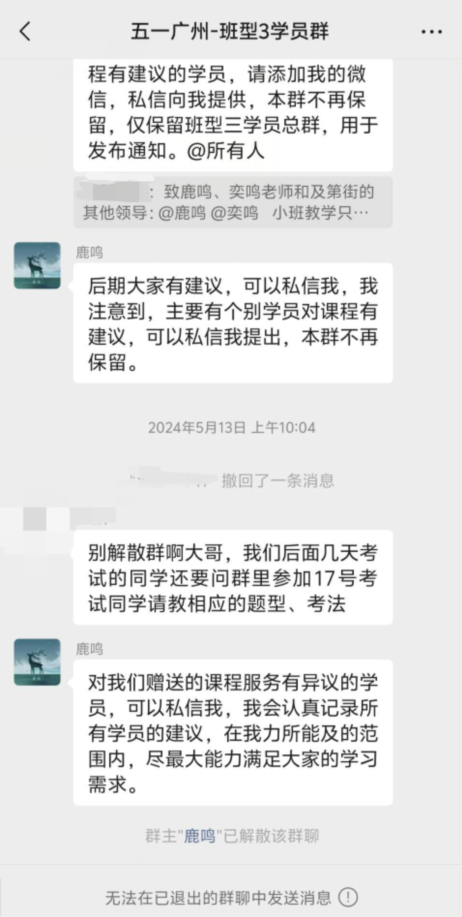 五一广州-班型3学员群
程有建议的学员，请添加我的微
信，私信向我提供，本群不再保
留，仅保留班型三学员总群，用于
发布通知。@所有人
：致鹿鸣、奕鸣老师和及第街的
其他领导：@鹿鸣 @奕鸣 小班教学只…
鹿鸣
后期大家有建议，可以私信我，我
注意到，主要有个别学员对课程有
建议，可以私信我提出，本群不再
保留。
2024年5月13日 上午10:04
撤回了一条消息
别解散群啊大哥，我们后面几天考
试的同学还要问群里参加17号考
试同学请教相应的题型、考法
鹿鸣
对我们赠送的课程服务有异议的学
员，可以私信我，我会认真记录所
有学员的建议，在我力所能及的范
围内，尽最大能力满足大家的学习
需求。
群主"鹿鸣"已解散该群聊
无法在已退出的群聊中发送消息